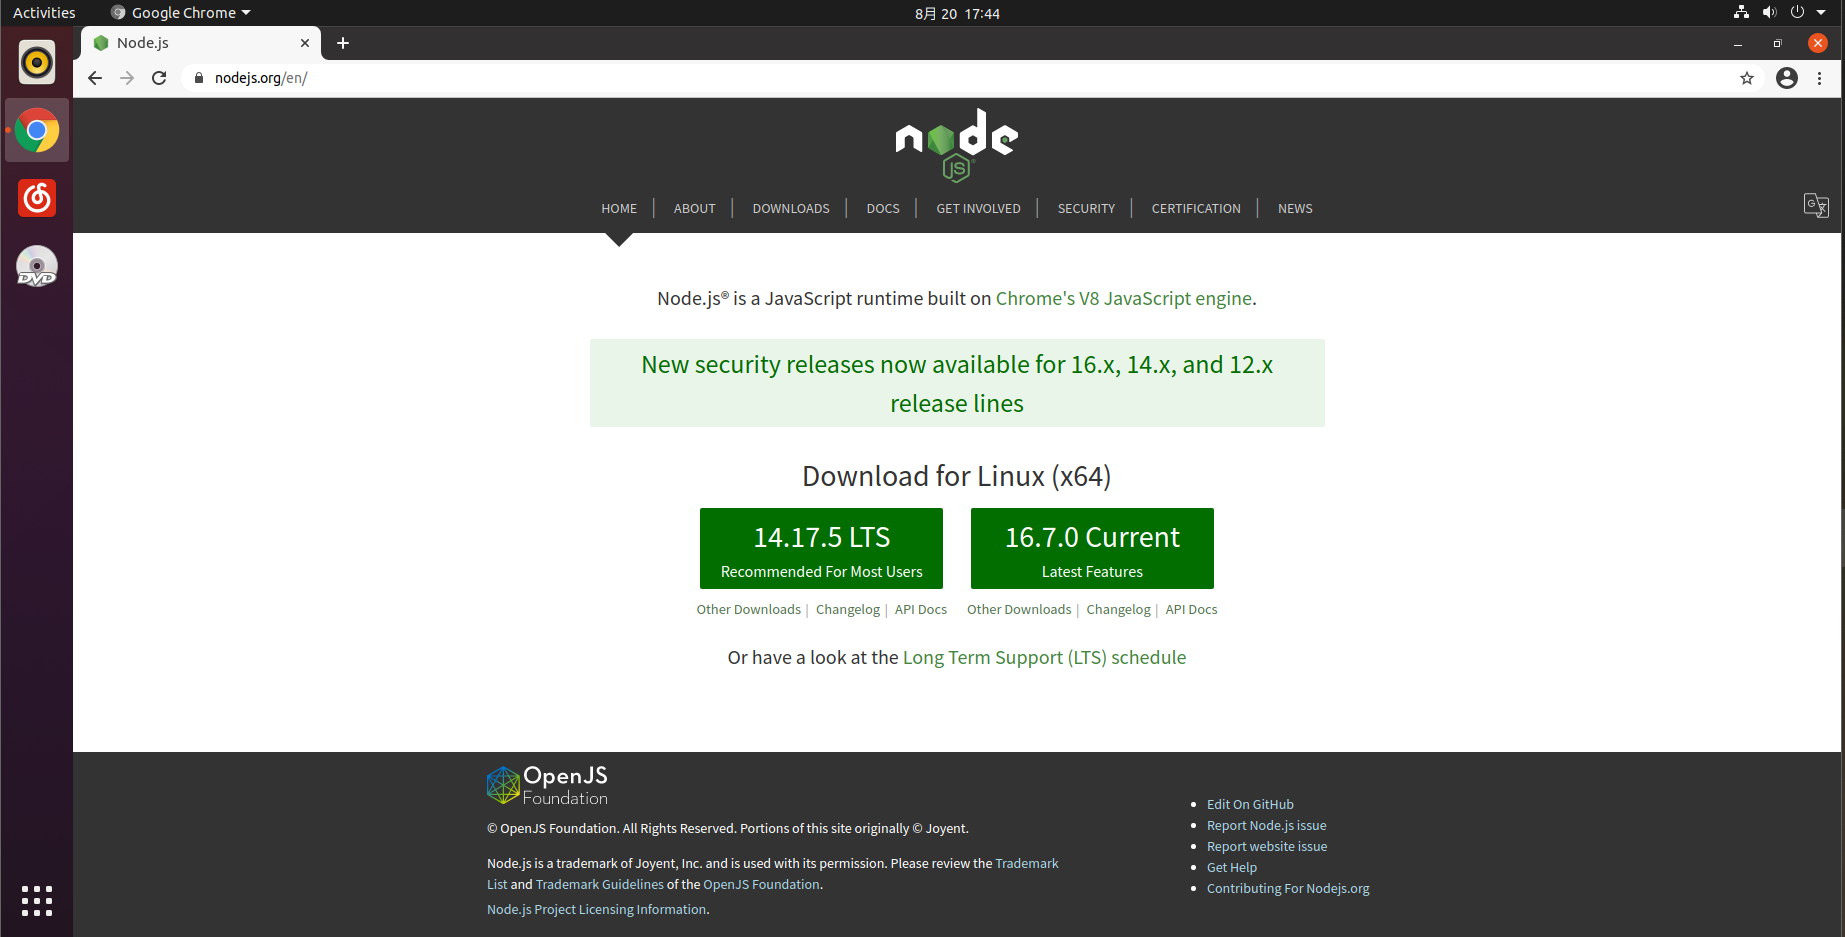 Activities
Google Chrome
8月 20 17:44
Node.js
nodejs.org/en/
node
JS
HOME
ABOUT
DOWNLOADS
DOCS
GET INVOLVED
SECURITY
CERTIFICATION
NEWS
Node.js® is a JavaScript runtime built on Chrome's V8 JavaScript engine.
New security releases now available for 16.x, 14.x, and 12.x
release lines
Download for Linux (x64)
14.17.5 LTS
Recommended For Most Users
16.7.0 Current
Latest Features
Other Downloads | Changelog | API Docs
Other Downloads | Changelog | API Docs
Or have a look at the Long Term Support (LTS) schedule
DVD
OpenJS
Foundation
© OpenJS Foundation. All Rights Reserved. Portions of this site originally © Joyent.
Node.js is a trademark of Joyent, Inc. and is used with its permission. Please review the Trademark
List and Trademark Guidelines of the OpenJS Foundation.
Node.js Project Licensing Information.
Edit On GitHub
Report Node.js issue
Report website issue
Get Help
Contributing For Nodejs.org